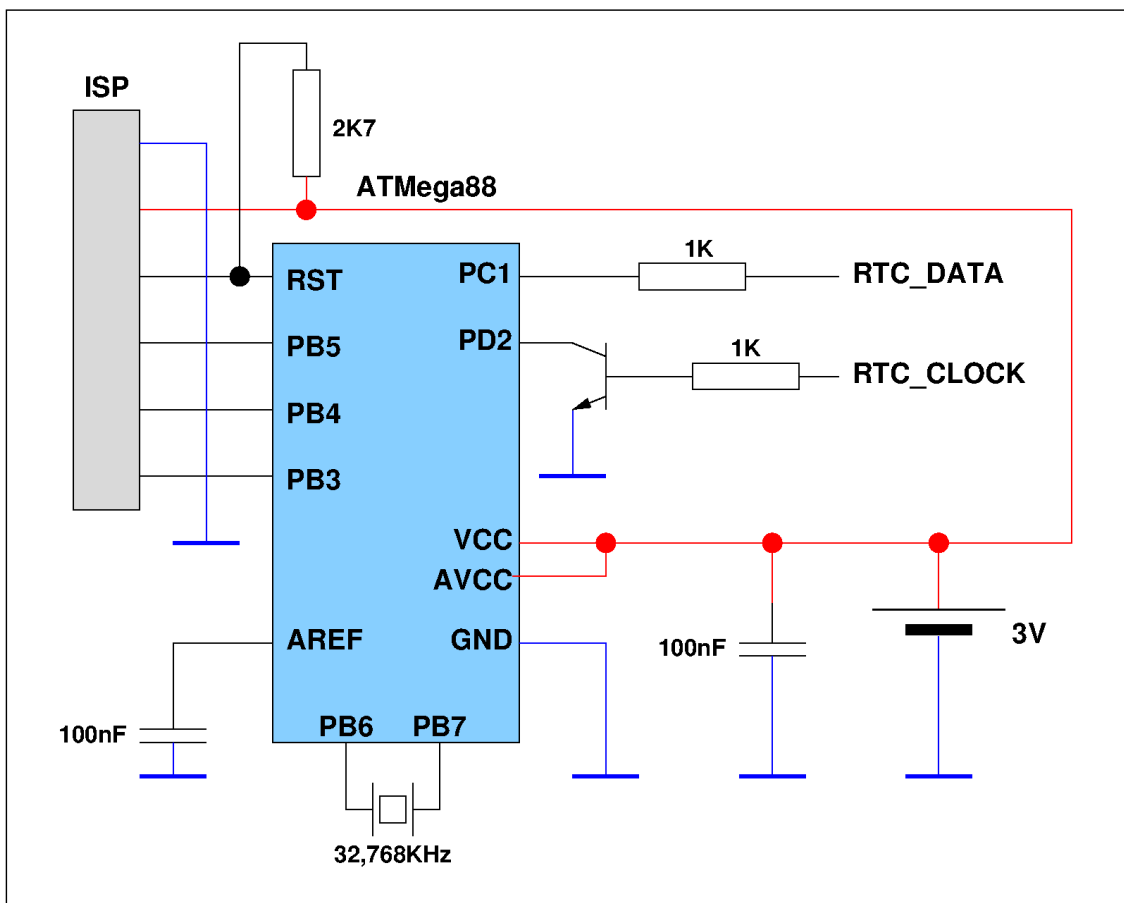 ISP
2K7
ATMega88
RST
PC1
1K
RTC_DATA
PB5
PD2
1K
RTC_CLOCK
PB4
PB3
VCC
AVCC
AREF
GND
100nF
3V
100nF
PB6
PB7
32,768KHz